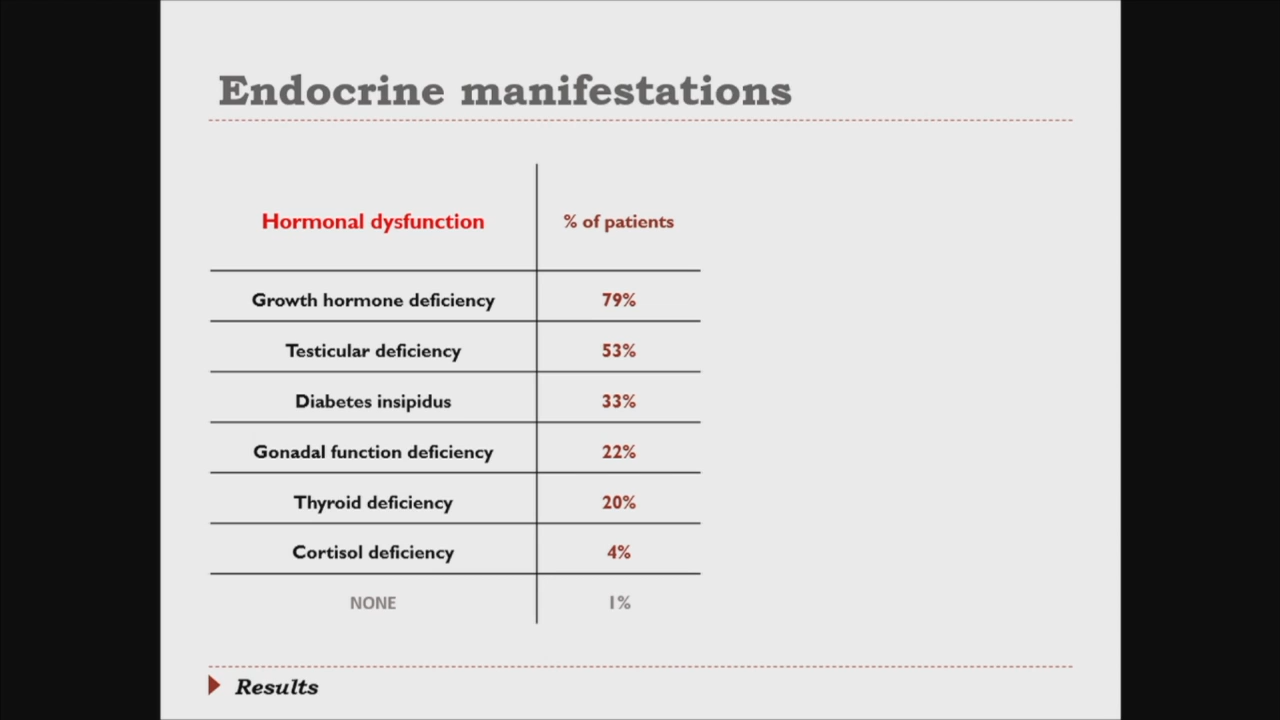 Endocrine manifestations
Hormonal dysfunction % of patients
Growth hormone deficiency 79%
Testicular deficiency 53%
Diabetes insipidus 33%
Gonadal function deficiency 22%
Thyroid deficiency 20%
Cortisol deficiency 4%
NONE 1%
Results